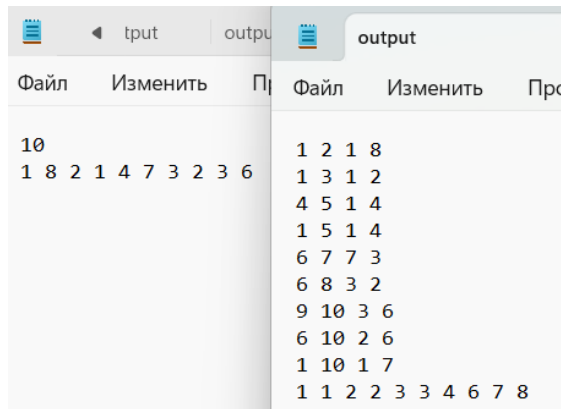 tput outpu
Файл Изменить Пр
10
1 8 2 1 4 7 3 2 3 6
output
Файл Изменить Про
1 2 1 8
1 3 1 2
4 5 1 4
1 5 1 4
6 7 7 3
6 8 3 2
9 10 3 6
6 10 2 6
1 10 1 7
1 1 2 2 3 3 4 6 7 8